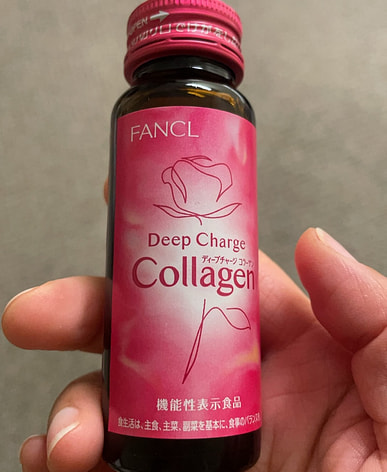 OPEN
FANCL
Deep Charge
ディープチャージ コラーゲン
Collagen
機能性表示食品
食生活は、主食、主菜、副菜を基本に、食事のバランスを